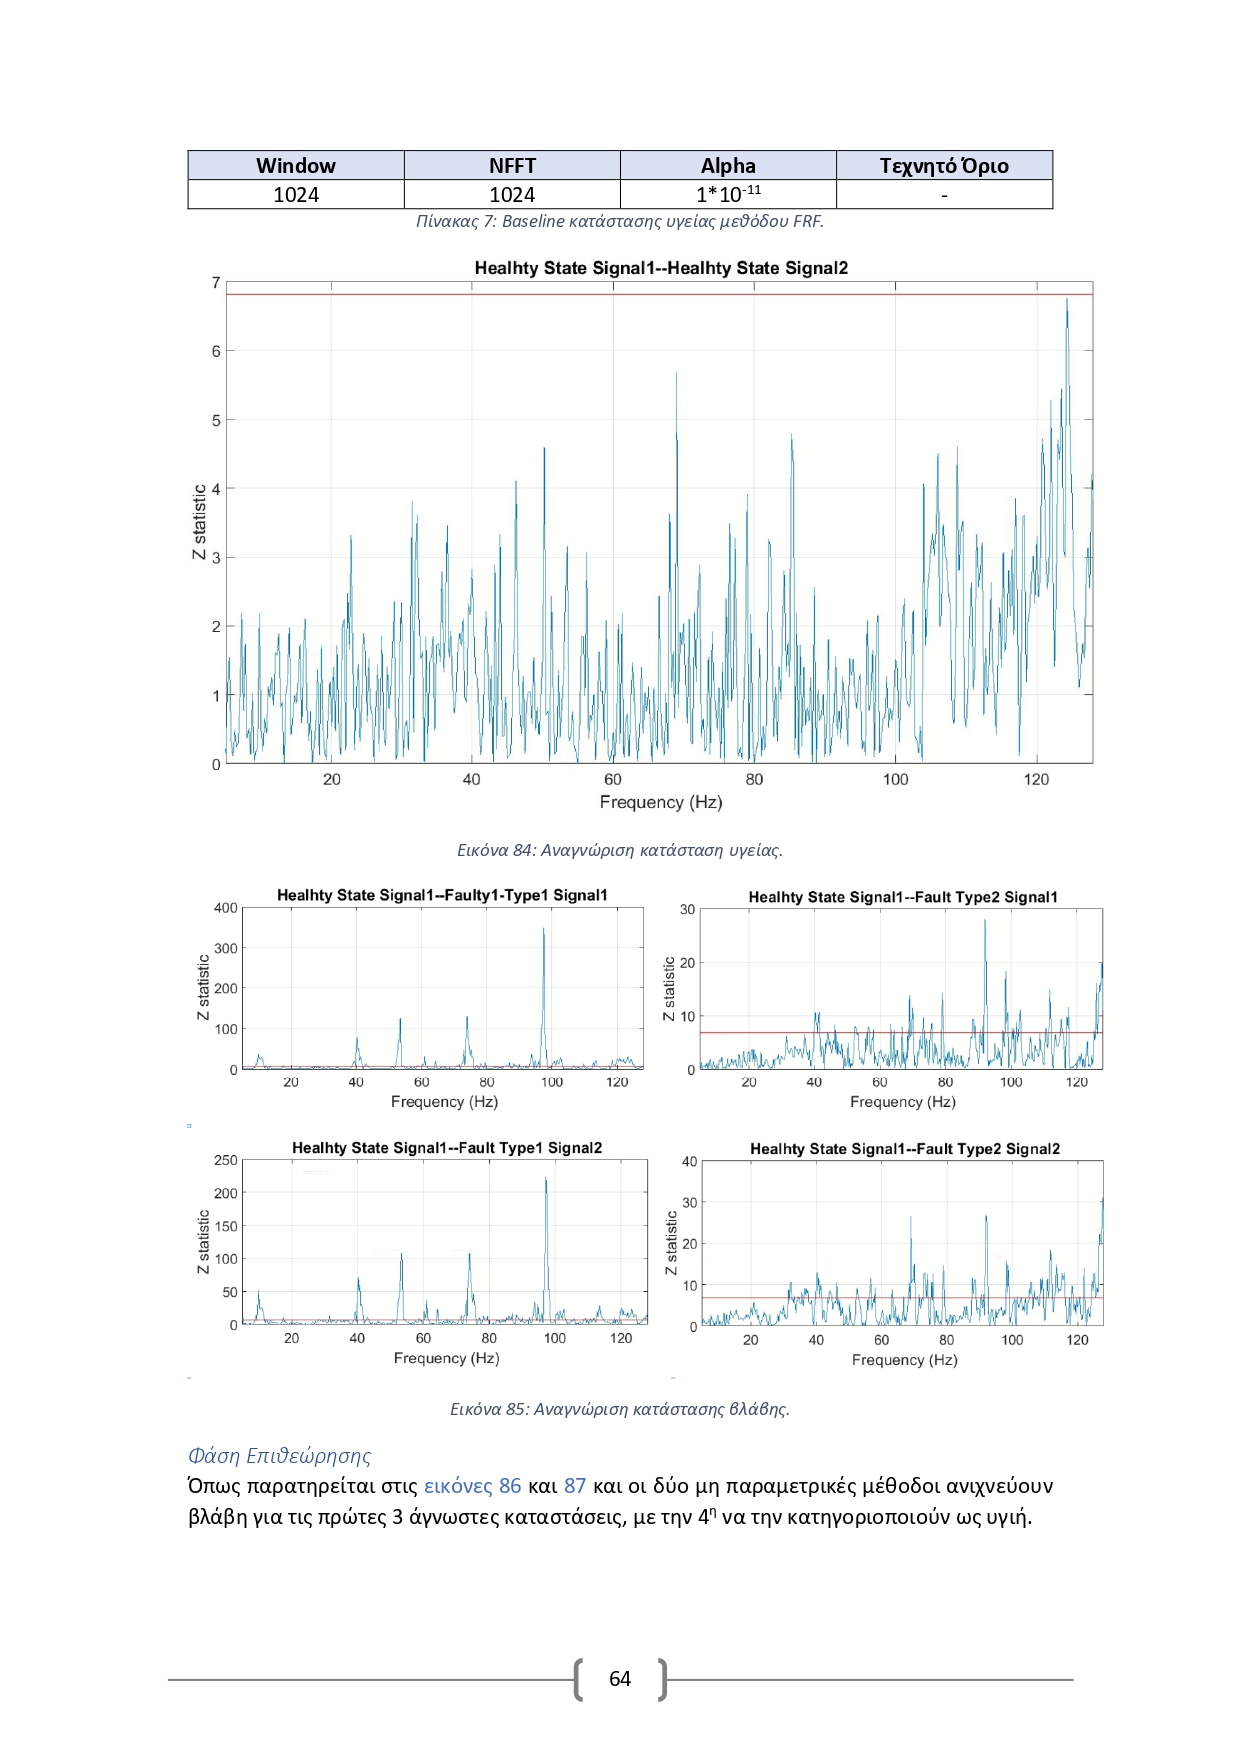 Window NFFT Alpha Τεχνητό Όριο
1024 1024 1*10-11 -
Πίνακας 7: Baseline κατάστασης υγείας μεθόδου FRF.
Healhty State Signal1--Healhty State Signal2
7
6
5
4
3
2
1
0
Z statistic
20 40 60 80 100 120
Frequency (Hz)
Εικόνα 84: Αναγνώριση κατάσταση υγείας.
Healhty State Signal1--Faulty1-Type1 Signal1
400
300
200
100
0
Z statistic
20 40 60 80 100 120
Frequency (Hz)
Healhty State Signal1--Fault Type2 Signal1
30
20
10
0
Z statistic
20 40 60 80 100 120
Frequency (Hz)
Healhty State Signal1--Fault Type1 Signal2
250
200
150
100
50
0
Z statistic
20 40 60 80 100 120
Frequency (Hz)
Healhty State Signal1--Fault Type2 Signal2
40
30
20
10
0
Z statistic
20 40 60 80 100 120
Frequency (Hz)
Εικόνα 85: Αναγνώριση κατάστασης βλάβης.
Φάση Επιθεώρησης
Όπως παρατηρείται στις εικόνες 86 και 87 και οι δύο μη παραμετρικές μέθοδοι ανιχνεύουν
βλάβη για τις πρώτες 3 άγνωστες καταστάσεις, με την 4η να την κατηγοριοποιούν ως υγιή.
64